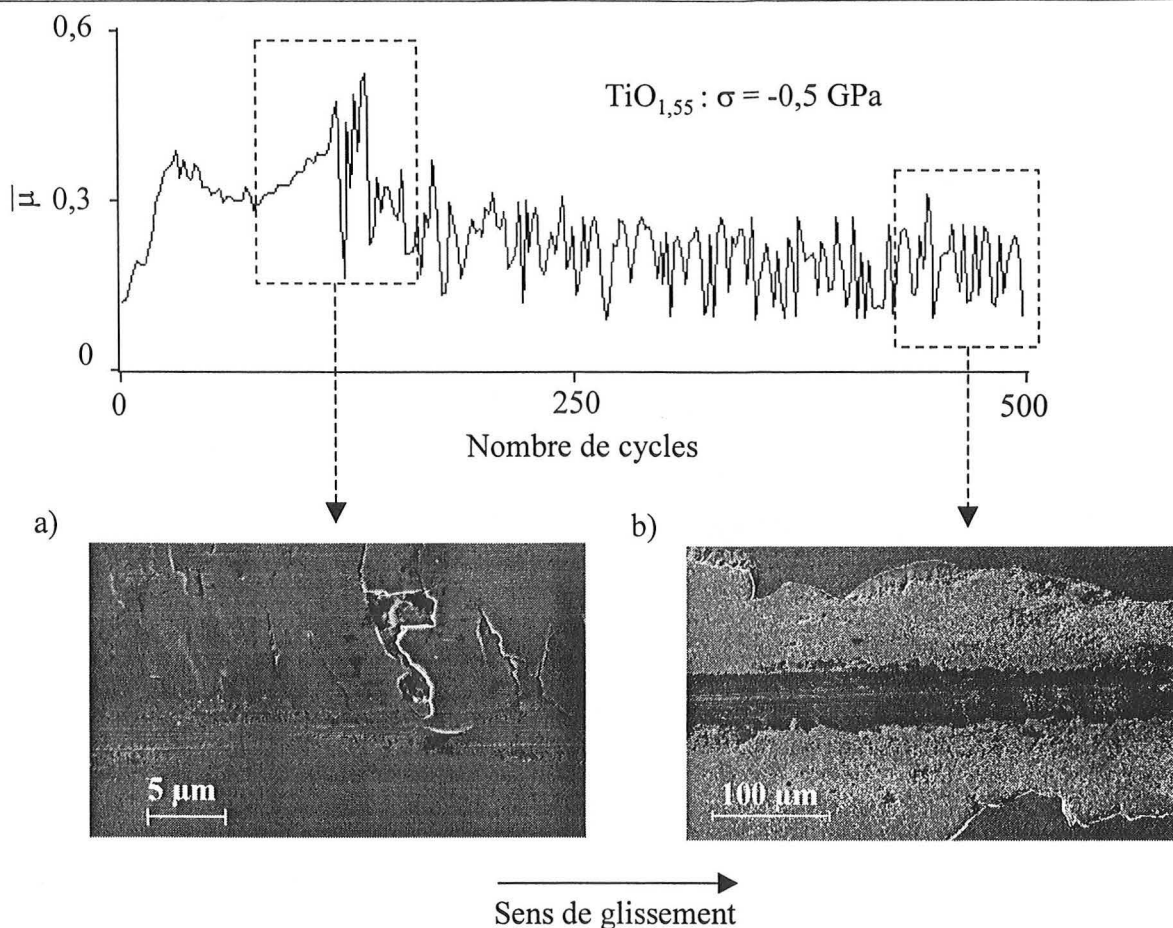 0,6
TiO1,55 : σ = -0,5 GPa
μ
0,3
0
0
250
500
Nombre de cycles
a)
b)
5 μm
100 μm
Sens de glissement